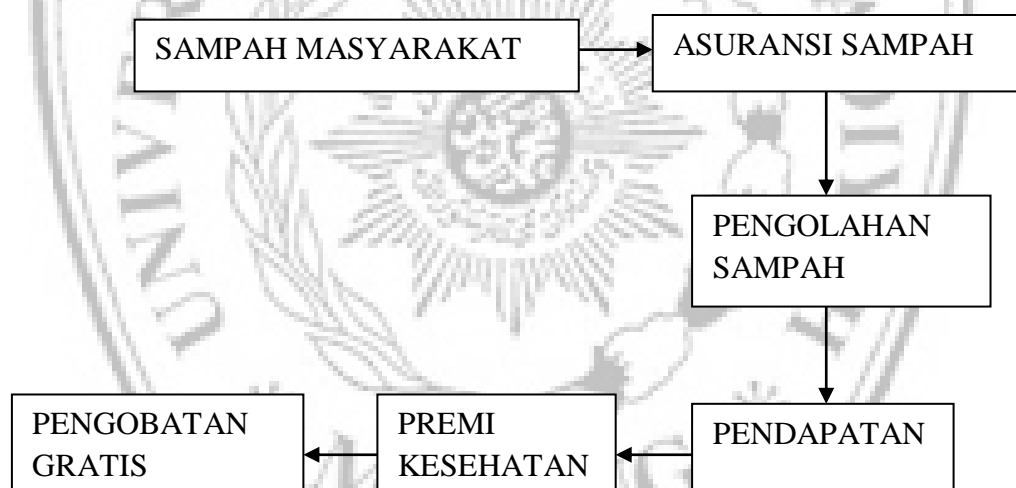 SAMPAH MASYARAKAT
ASURANSI SAMPAH
PENGOLAHAN
SAMPAH
PENDAPATAN
PREMI
KESEHATAN
PENGOBATAN
GRATIS